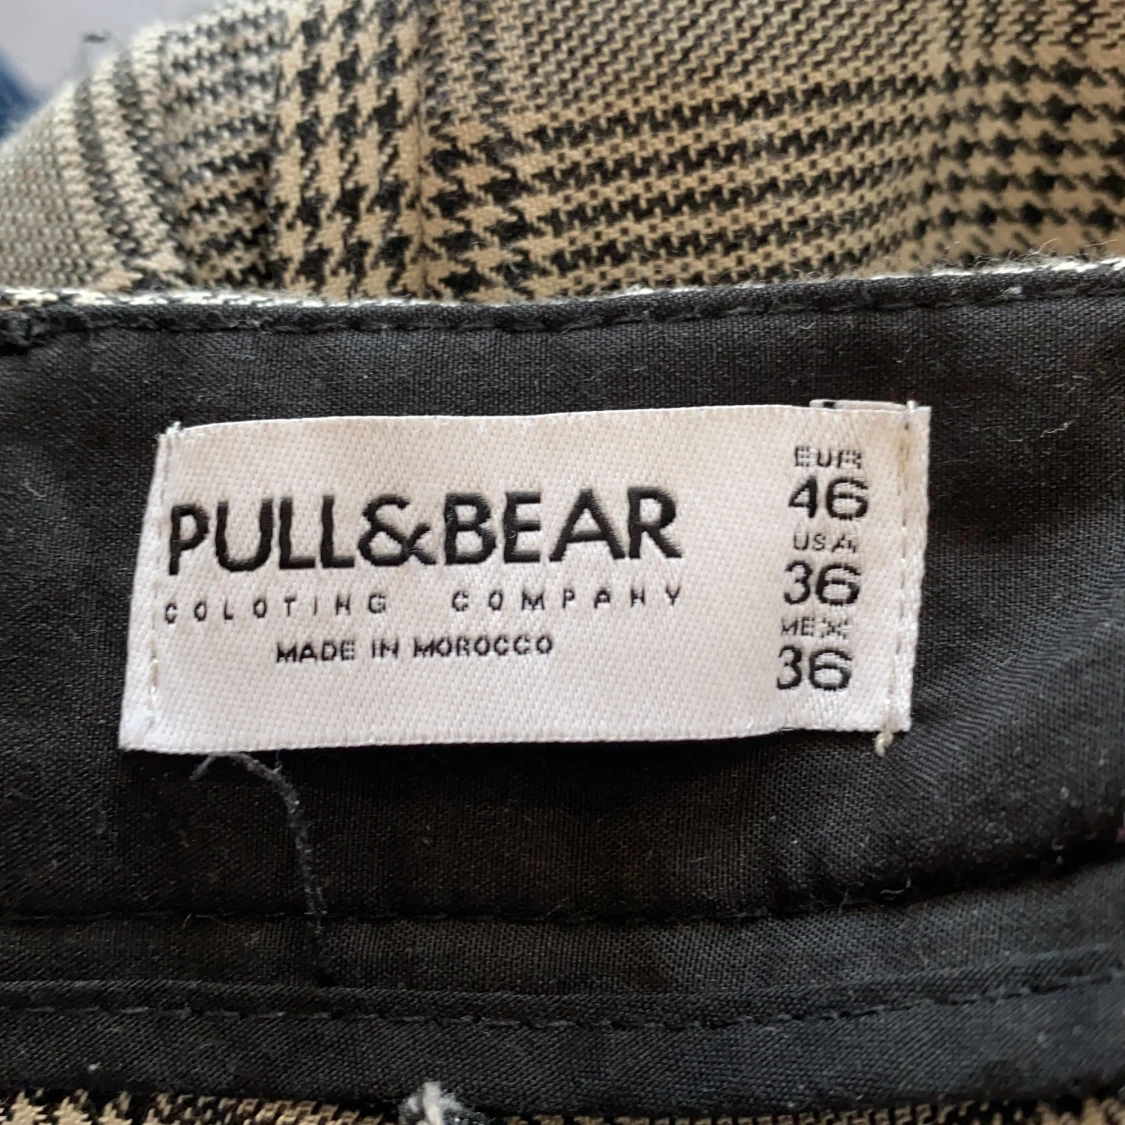 PULL&BEAR
COLOTING COMPANY
MADE IN MOROCCO
EUR
46
USA
36
MEX
36